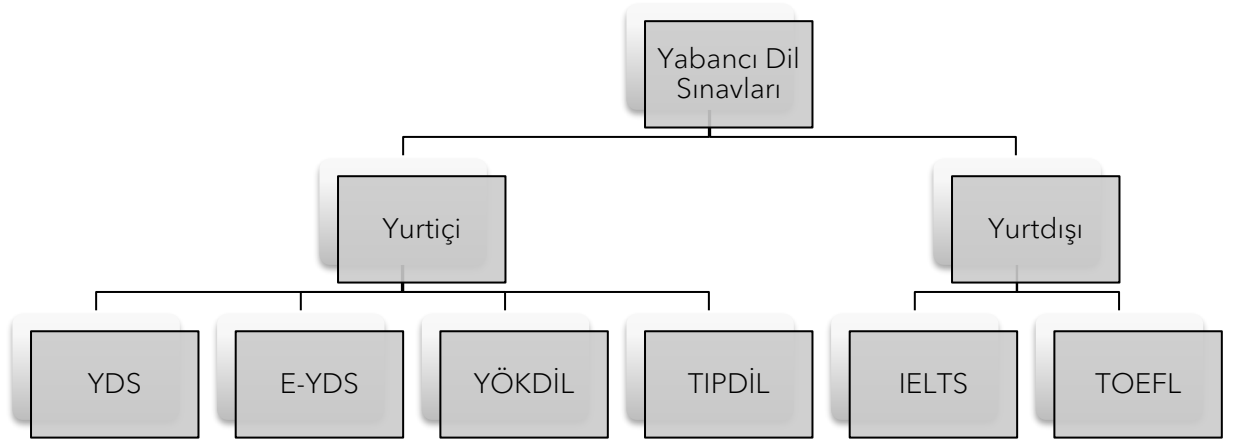 Yabancı Dil
Sınavları
Yurtiçi
Yurtdışı
YDS
E-YDS
YÖKDİL
TIPDİL
IELTS
TOEFL